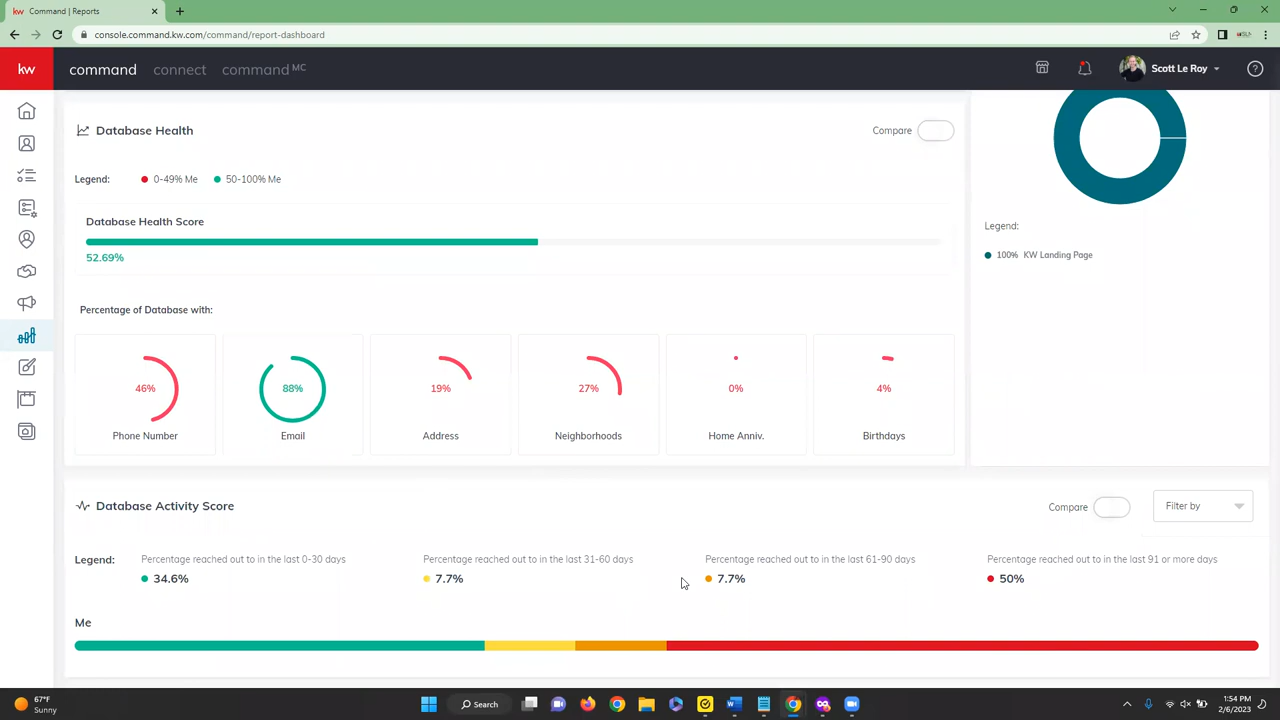 kw Command | Reports
console.command.kw.com/command/report-dashboard
kw command connect command MC Scott Le Roy
Database Health
Compare
Legend: 0-49% Me 50-100% Me
Database Health Score
52.69%
Percentage of Database with:
46% 88% 19% 27% 0% 4%
Phone Number Email Address Neighborhoods Home Anniv. Birthdays
Legend:
100% KW Landing Page
Database Activity Score
Compare
Filter by
Legend: Percentage reached out to in the last 0-30 days Percentage reached out to in the last 31-60 days Percentage reached out to in the last 61-90 days Percentage reached out to in the last 91 or more days
34.6% 7.7% 7.7% 50%
Me
67°F
Sunny
Search
1:54 PM
2/6/2023